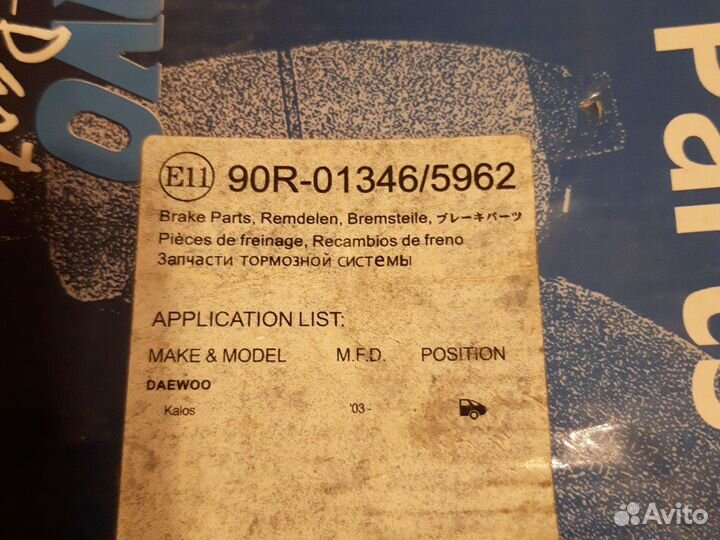 E11 90R-01346/5962
Brake Parts, Remdelen, Bremsteile, ブレーキパーツ
Pièces de freinage, Recambios de freno
Запчасти тормозной системы
APPLICATION LIST:
MAKE & MODEL M.F.D. POSITION
DAEWOO
Kalos '03 -
Parts
Avito